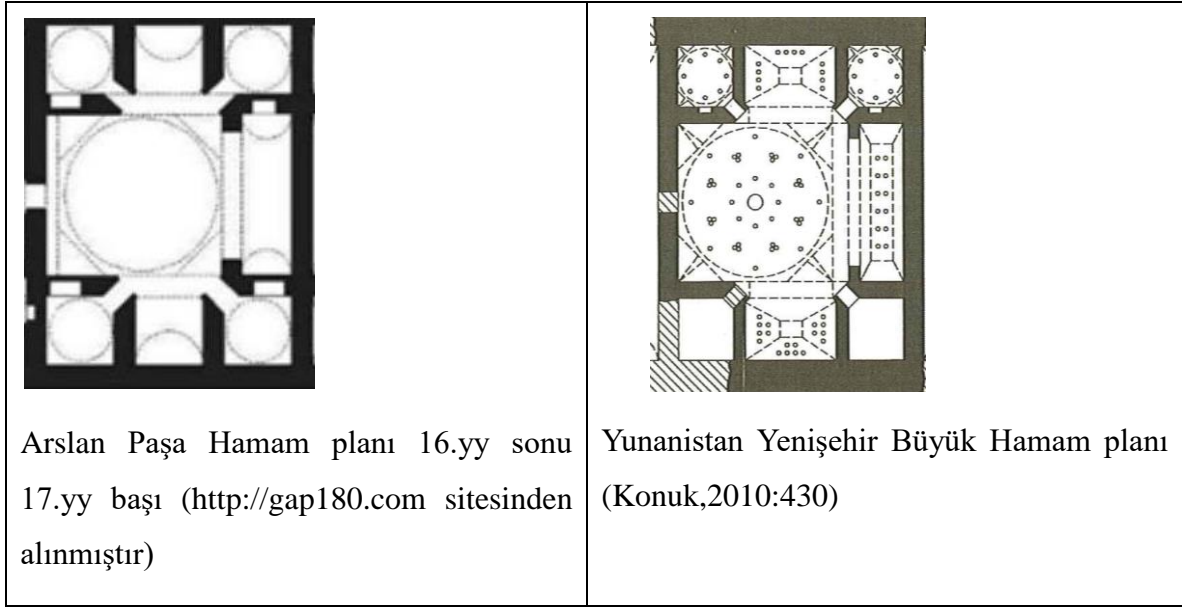 Arslan Paşa Hamam planı 16.yy sonu
17.yy başı (http://gap180.com sitesinden
alınmıştır)
Yunanistan Yenişehir Büyük Hamam planı
(Konuk,2010:430)